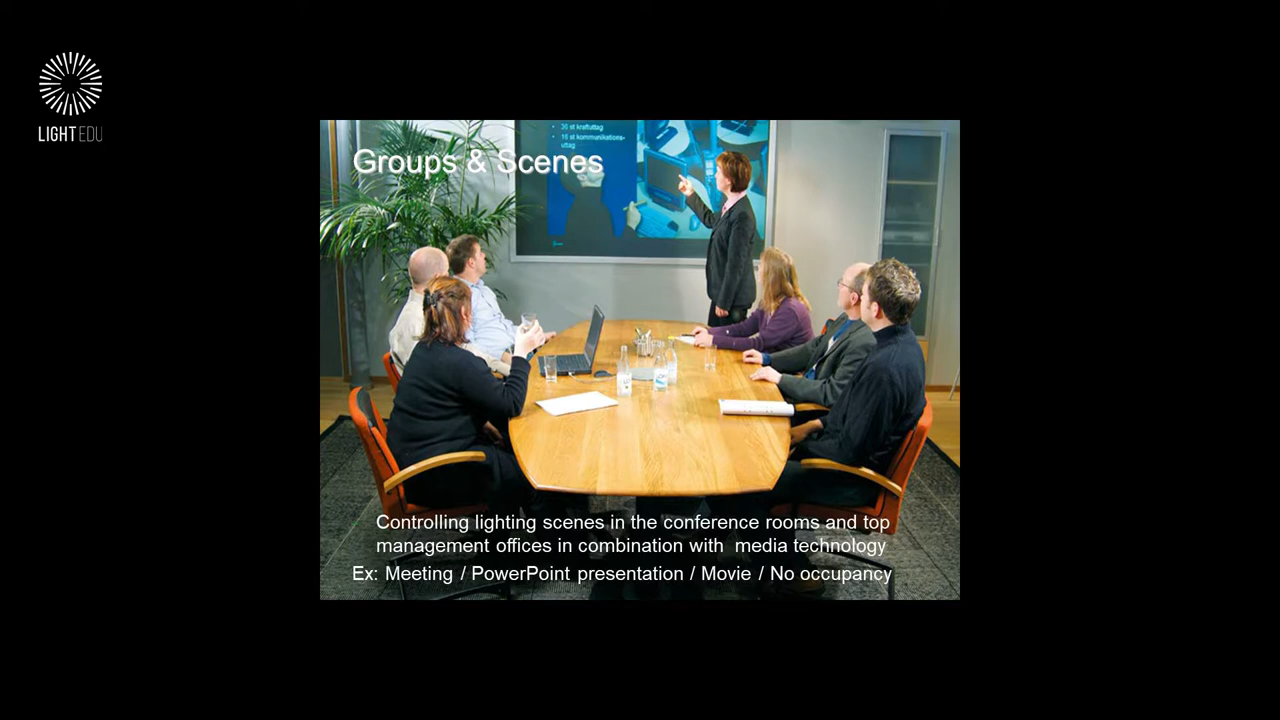 LIGHT EDU
36 st kraftuttag
16 st kommunikations-
uttag
Groups & Scenes
Controlling lighting scenes in the conference rooms and top
management offices in combination with  media technology
Ex: Meeting / PowerPoint presentation / Movie / No occupancy